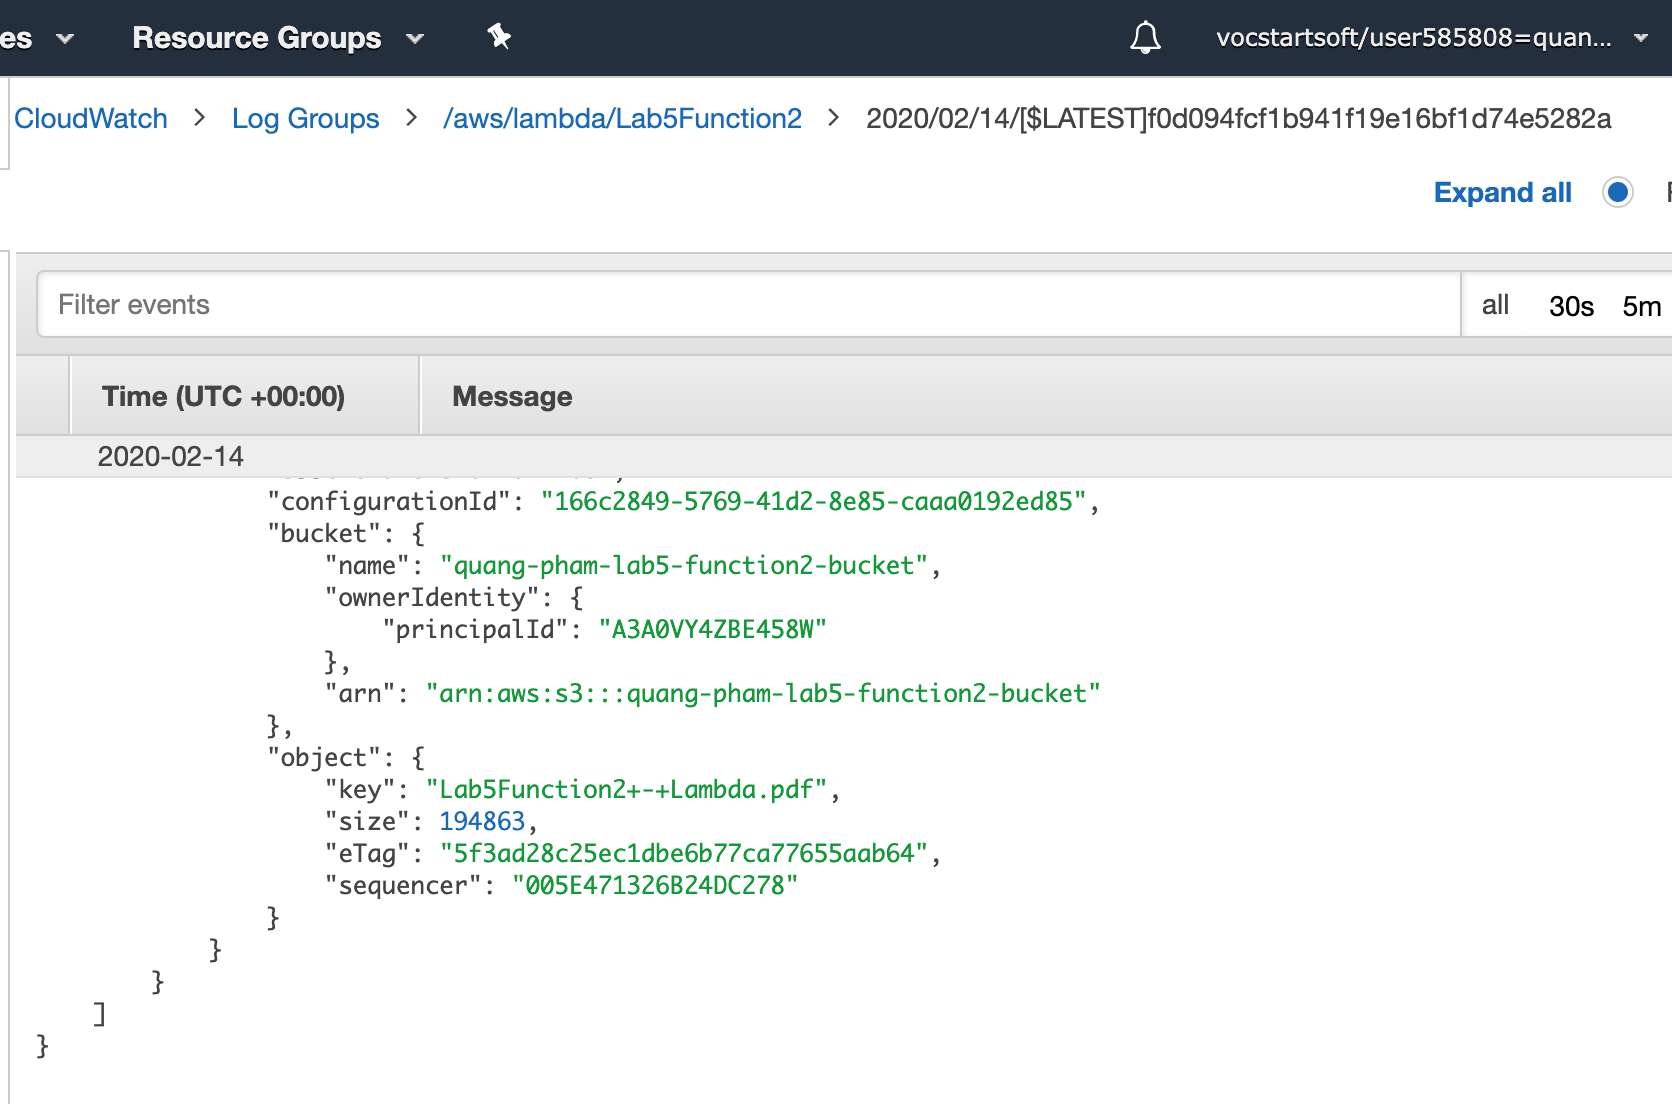 es Resource Groups vocstartsoft/user585808=quan...
CloudWatch > Log Groups > /aws/lambda/Lab5Function2 > 2020/02/14/[$LATEST]f0d094fcf1b941f19e16bf1d74e5282a
Expand all
Filter events all 30s 5m
Time (UTC +00:00) Message
2020-02-14
"configurationId": "166c2849-5769-41d2-8e85-caaa0192ed85",
"bucket": {
"name": "quang-pham-lab5-function2-bucket",
"ownerIdentity": {
"principalId": "A3A0VY4ZBE458W"
},
"arn": "arn:aws:s3:::quang-pham-lab5-function2-bucket"
},
"object": {
"key": "Lab5Function2+-+Lambda.pdf",
"size": 194863,
"eTag": "5f3ad28c25ec1dbe6b77ca77655aab64",
"sequencer": "005E471326B24DC278"
}
}
}
]
}